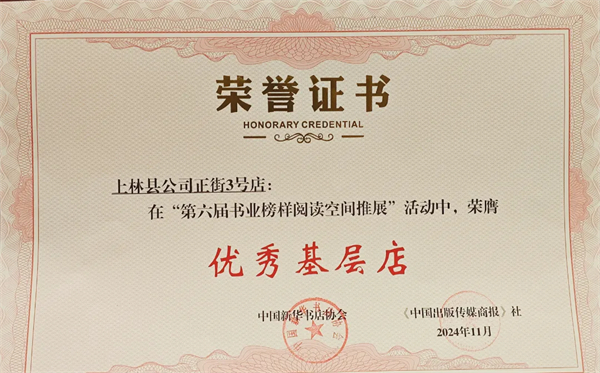 荣誉证书
HONORARY CREDENTIAL
上林县公司正街3号店：
在“第六届书业榜样阅读空间推展”活动中，荣膺
优秀基层店
中国新华书店协会 《中国出版传媒商报》社
2024年11月